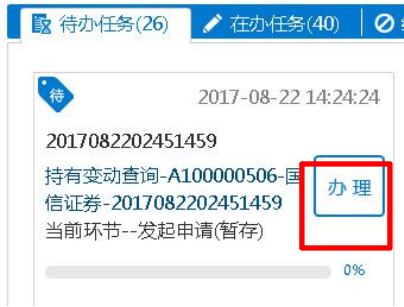 待办任务(26) 在办任务(40)
待 2017-08-22 14:24:24
2017082202451459
持有变动查询-A100000506-国
信证券-2017082202451459
办 理
当前环节--发起申请(暂存)
0%